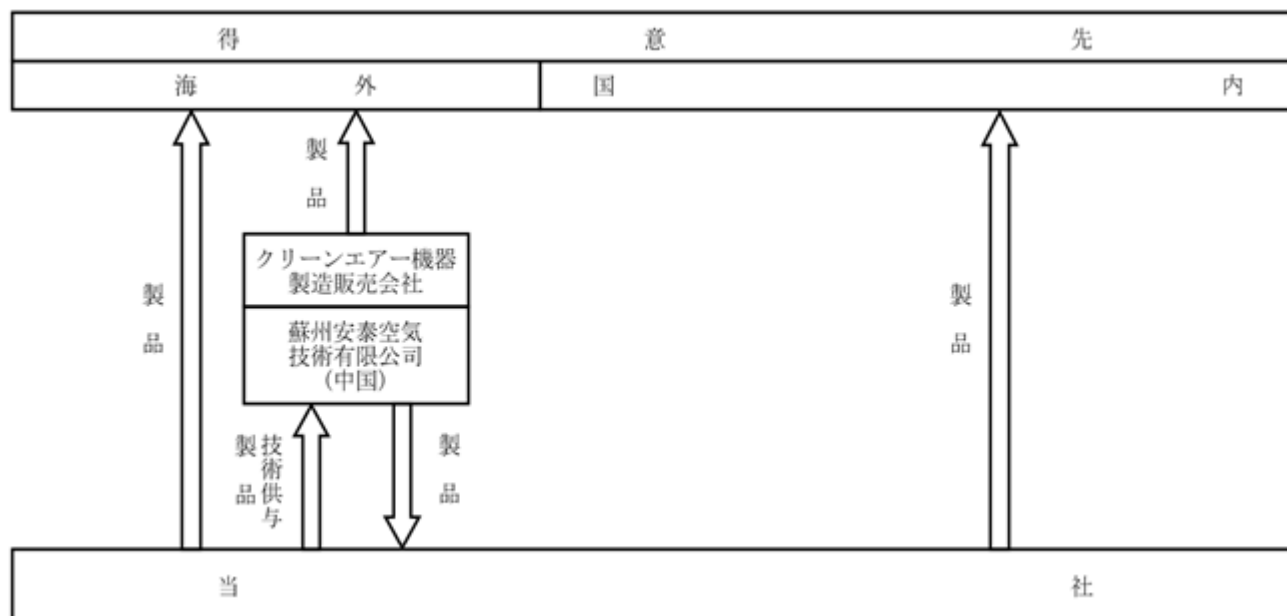 得意先
海外
国内
製品
クリーンエアー機器
製造販売会社
製品
蘇州安泰空気
技術有限公司
(中国)
製品
技術供与
製品
製品
当社